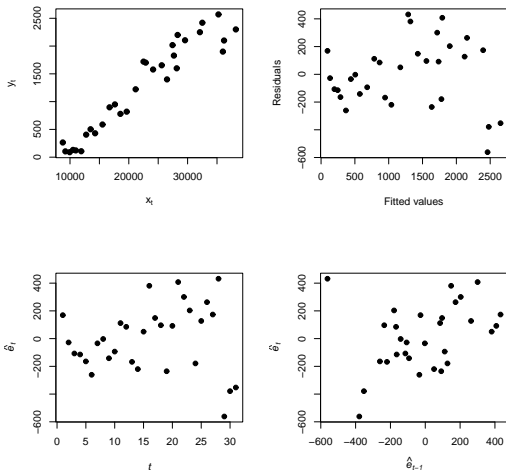 y_t
0 500 1500 2500
10000 20000 30000
x_t
Residuals
−600 −200 0 200 400
0 500 1000 1500 2000 2500
Fitted values
ê_t
−600 −200 0 200 400
0 5 10 15 20 25 30
t
ê_t
−600 −200 0 200 400
−600 −400 −200 0 200 400
ê_{t−1}